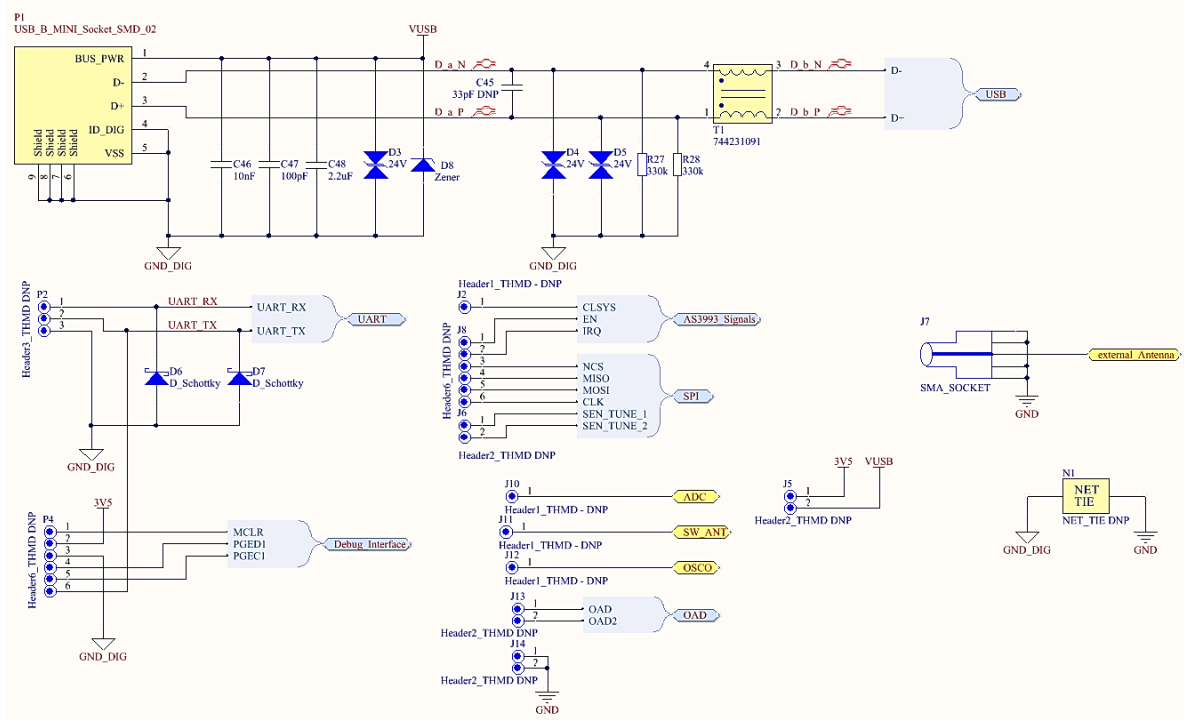 P1
USB_B_MINI_Socket_SMD_02
BUS_PWR 1
D- 2
D+ 3
ID_DIG 4
VSS 5
Shield Shield Shield Shield
9 8 7 6
VUSB
D_a_N
D_a_P
C45
33pF DNP
C46
10nF
C47
100pF
C48
2.2uF
D3
24V
D8
Zener
GND_DIG
D4
24V
D5
24V
R27
330k
R28
330k
GND_DIG
4 3
1 2
T1
744231091
D_b_N
D_b_P
D-
D+
USB
P2
Header3_THMD DNP
1
2
3
UART_RX
UART_TX
UART_RX
UART_TX
UART
D6
D_Schottky
D7
D_Schottky
GND_DIG
3V5
P4
Header6_THMD DNP
1
2
3
4
5
6
MCLR
PGED1
PGEC1
Debug_Interface
GND_DIG
Header1_THMD - DNP
J2
1
J8
Header6_THMD DNP
1
2
3
4
5
6
J6
1
2
Header2_THMD DNP
CLSYS
EN
IRQ
AS3993_Signals
NCS
MISO
MOSI
CLK
SEN_TUNE_1
SEN_TUNE_2
SPI
J10
1
ADC
Header1_THMD - DNP
J11
1
SW_ANT
Header1_THMD - DNP
J12
1
OSCO
Header1_THMD - DNP
J13
1
2
OAD
OAD2
OAD
Header2_THMD DNP
J14
1
2
Header2_THMD DNP
GND
J7
SMA_SOCKET
external_Antenna
GND
3V5 VUSB
J5
1
2
Header2_THMD DNP
N1
NET
TIE
NET_TIE DNP
GND_DIG
GND